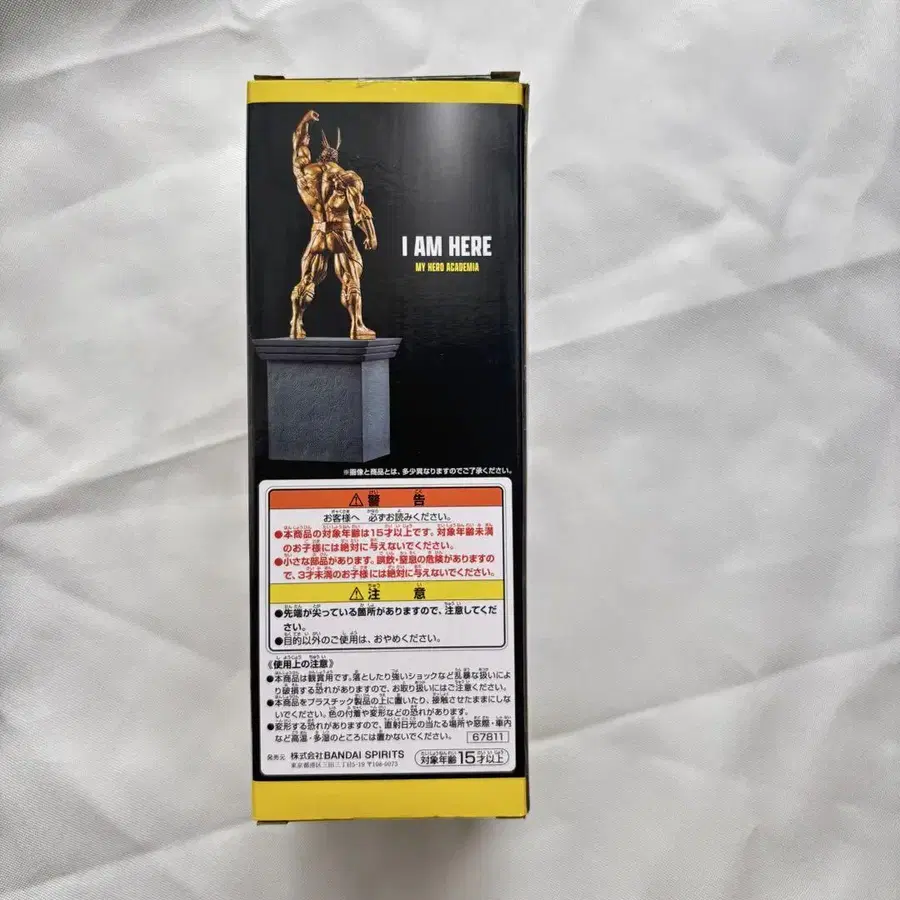 I AM HERE
MY HERO ACADEMIA
※画像と商品とは、多少異なりますのでご了承ください。
⚠警告
お客様へ 必ずお読みください。
●本商品の対象年齢は15才以上です。対象年齢未満
のお子様には絶対に与えないでください。
●小さな部品があります。誤飲・窒息の危険がありますの
で、3才未満のお子様には絶対に与えないでください。
⚠注意
●先端が尖っている箇所がありますので、注意してくだ
さい。
●目的以外のご使用は、おやめください。
《使用上の注意》
●本商品は観賞用です。落としたり強いショックなど乱暴な扱いによ
り破損する恐れがありますので、お取り扱いにはご注意ください。
●本商品をプラスチック製品の上に置いたり、接触させたままにしな
いでください。色の付着や変形などの恐れがあります。
●変形する恐れがありますので、直射日光の当たる場所や窓際・車内
など高温・多湿のところには置かないでください。
67811
発売元 株式会社BANDAI SPIRITS
東京都港区三田三丁目5-19 〒108-0073
対象年齢15才以上